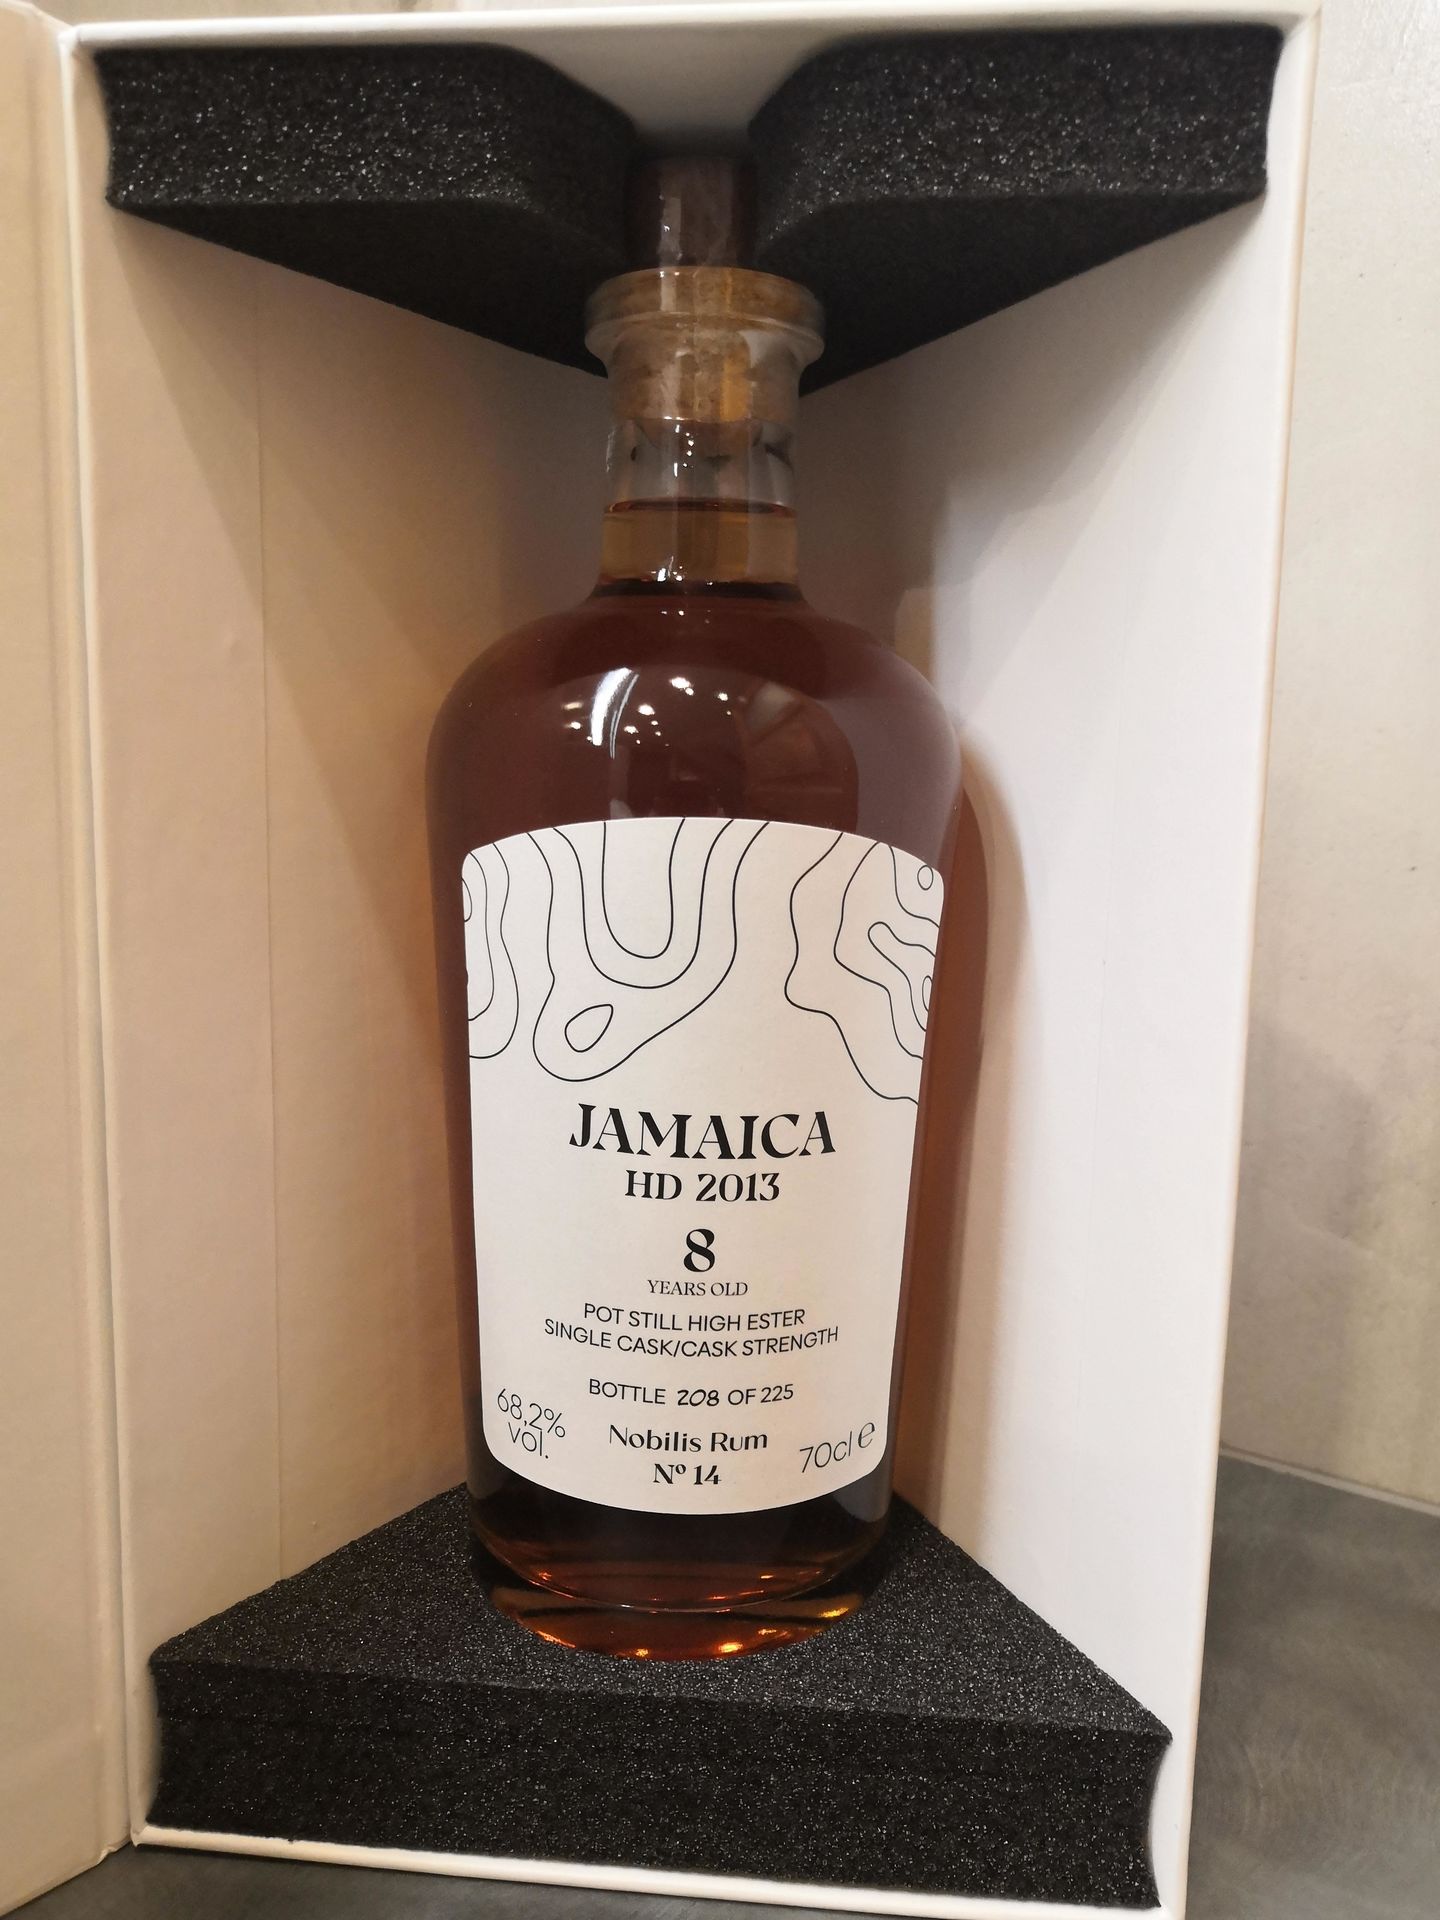 JAMAICA
HD 2013
8
YEARS OLD
POT STILL HIGH ESTER
SINGLE CASK/CASK STRENGTH
BOTTLE 208 OF 225
68,2%
vol.
Nobilis Rum
Nº 14
70cl e